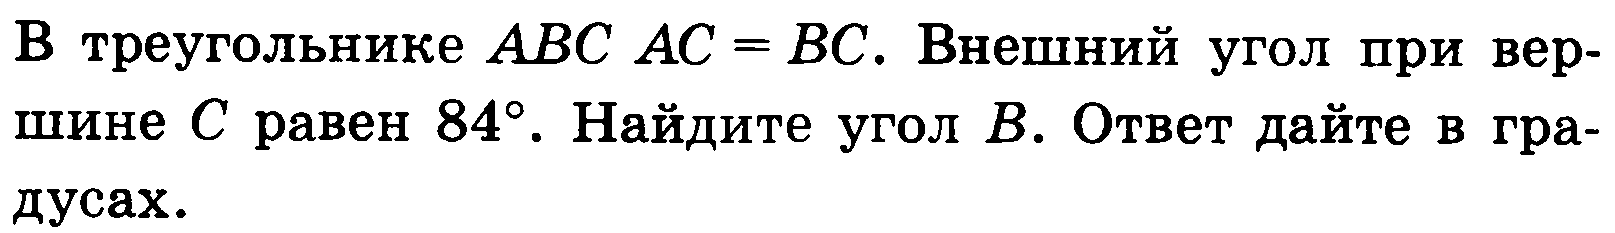 В треугольнике ABC AC = BC. Внешний угол при вер-
шине C равен 84°. Найдите угол B. Ответ дайте в гра-
дусах.